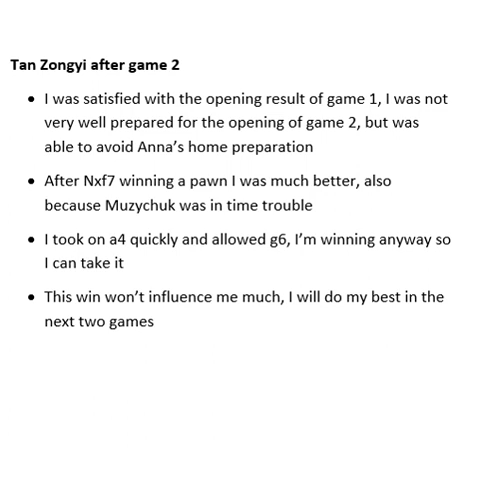 Tan Zongyi after game 2
• I was satisfied with the opening result of game 1, I was not
very well prepared for the opening of game 2, but was
able to avoid Anna's home preparation
• After Nxf7 winning a pawn I was much better, also
because Muzychuk was in time trouble
• I took on a4 quickly and allowed g6, I'm winning anyway so
I can take it
• This win won't influence me much, I will do my best in the
next two games